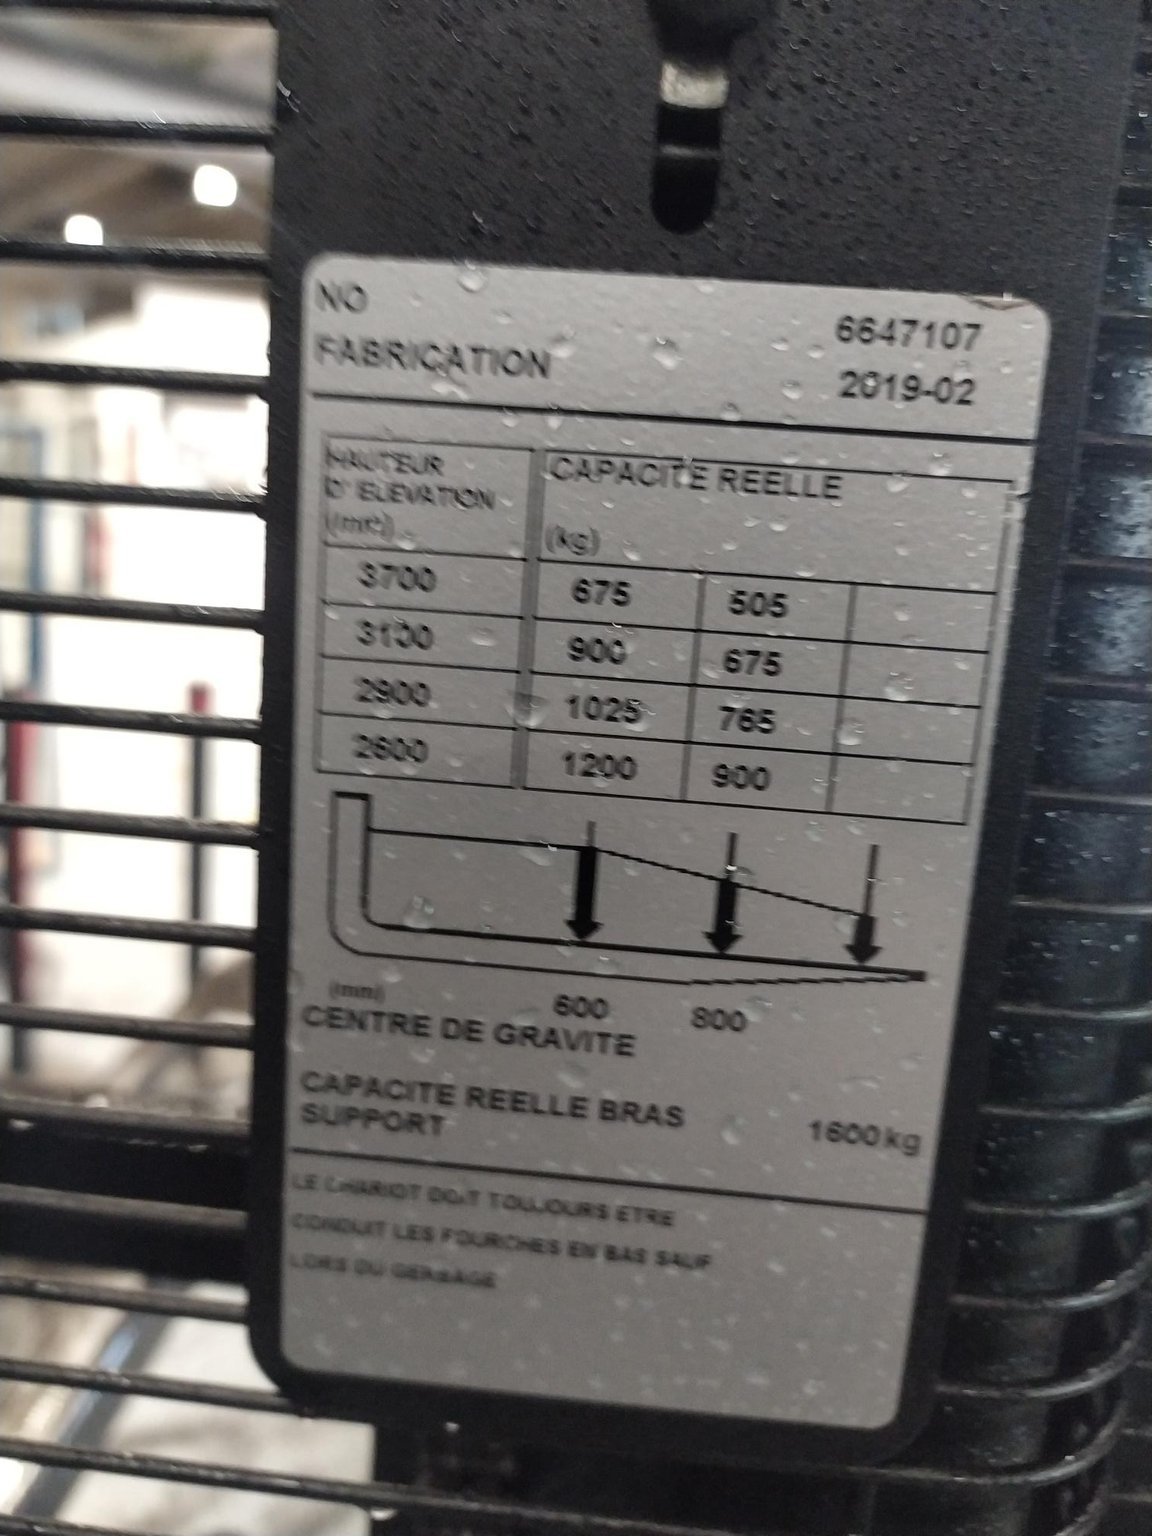 NO 6647107
FABRICATION 2019-02
HAUTEUR
D' ELEVATION
(mm)
CAPACITE REELLE
(kg)
3700 675 505
3100 900 675
2900 1025 765
2600 1200 900
(mm) 600 800
CENTRE DE GRAVITE
CAPACITE REELLE BRAS
SUPPORT 1600kg
LE CHARIOT DOIT TOUJOURS ETRE
CONDUIT LES FOURCHES EN BAS SAUF
LORS DU GERBAGE